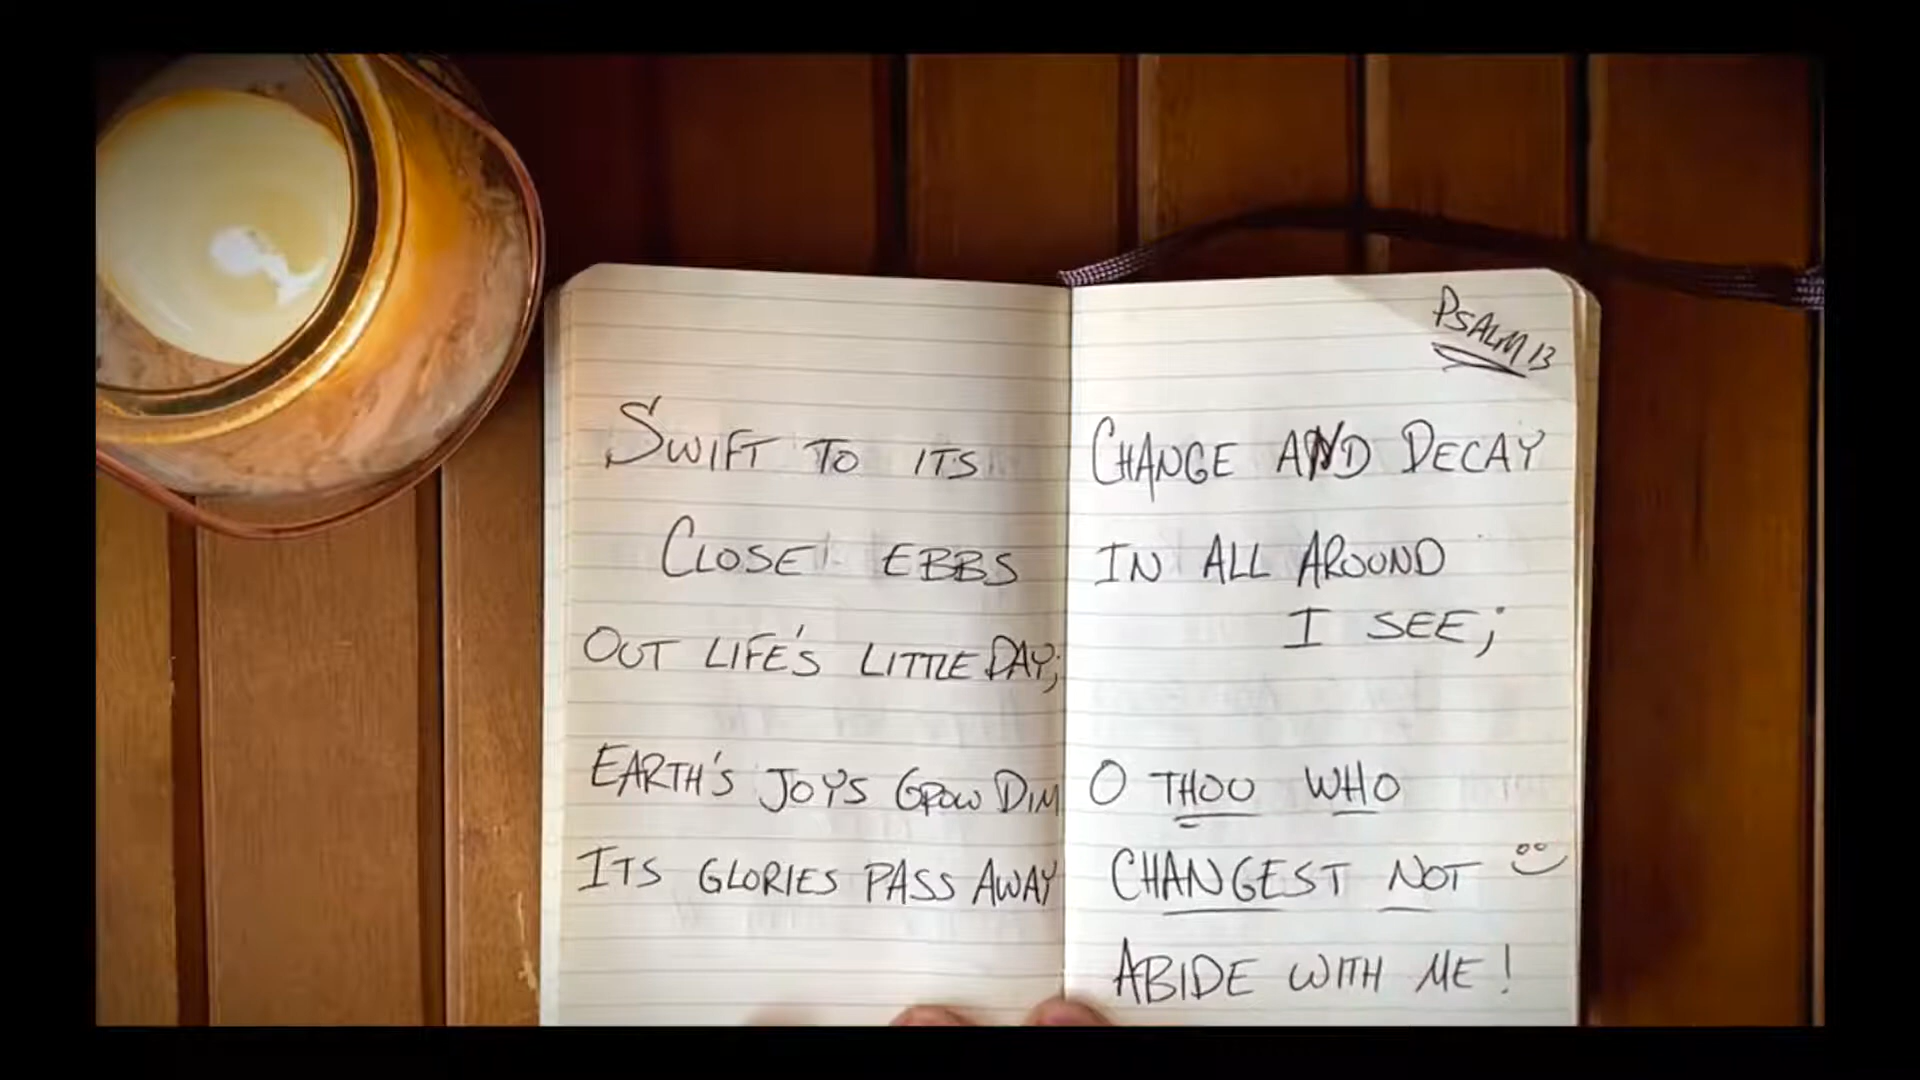 SWIFT TO ITS
CLOSE EBBS
OUT LIFE'S LITTLE DAY;
EARTH'S JOYS GROW DIM
ITS GLORIES PASS AWAY
PSALM 13
CHANGE AND DECAY
IN ALL AROUND
I SEE;
O THOU WHO
CHANGEST NOT
ABIDE WITH ME!